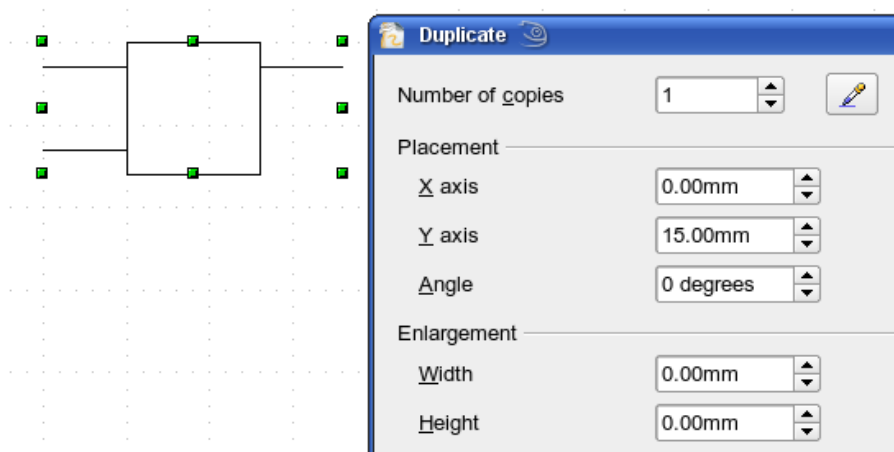 Duplicate
Number of copies 1
Placement
X axis 0.00mm
Y axis 15.00mm
Angle 0 degrees
Enlargement
Width 0.00mm
Height 0.00mm